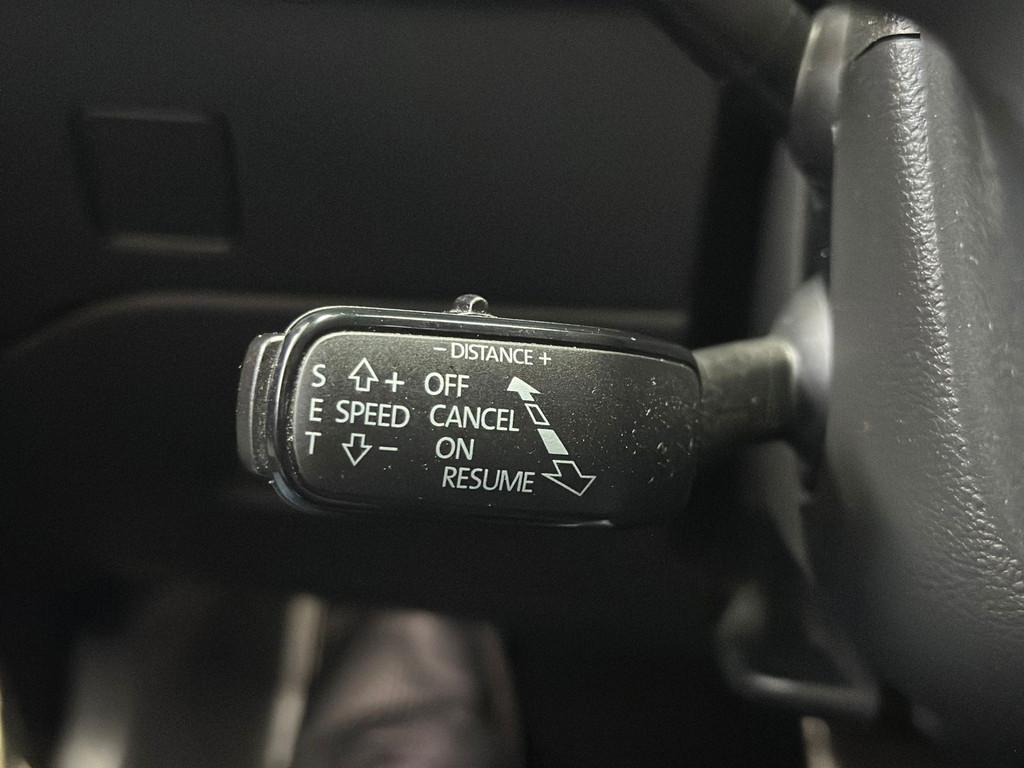 − DISTANCE +
S + OFF
E SPEED CANCEL
T − ON
RESUME